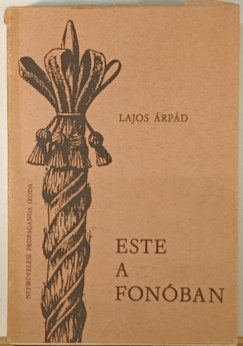 LAJOS ÁRPÁD
ESTE
A
FONÓBAN
NÉPMŰVELÉSI PROPAGANDA IRODA